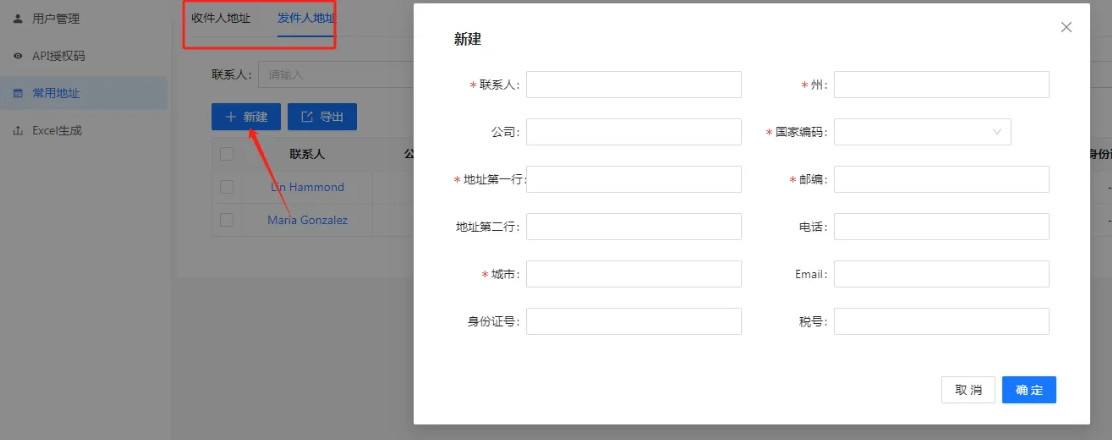 用户管理
API授权码
常用地址
Excel生成
收件人地址 发件人地址
联系人: 请输入
+ 新建 导出
联系人
Lin Hammond
Maria Gonzalez
新建
* 联系人: * 州:
公司: * 国家编码:
* 地址第一行: * 邮编:
地址第二行: 电话:
* 城市: Email:
身份证号: 税号:
取 消 确 定